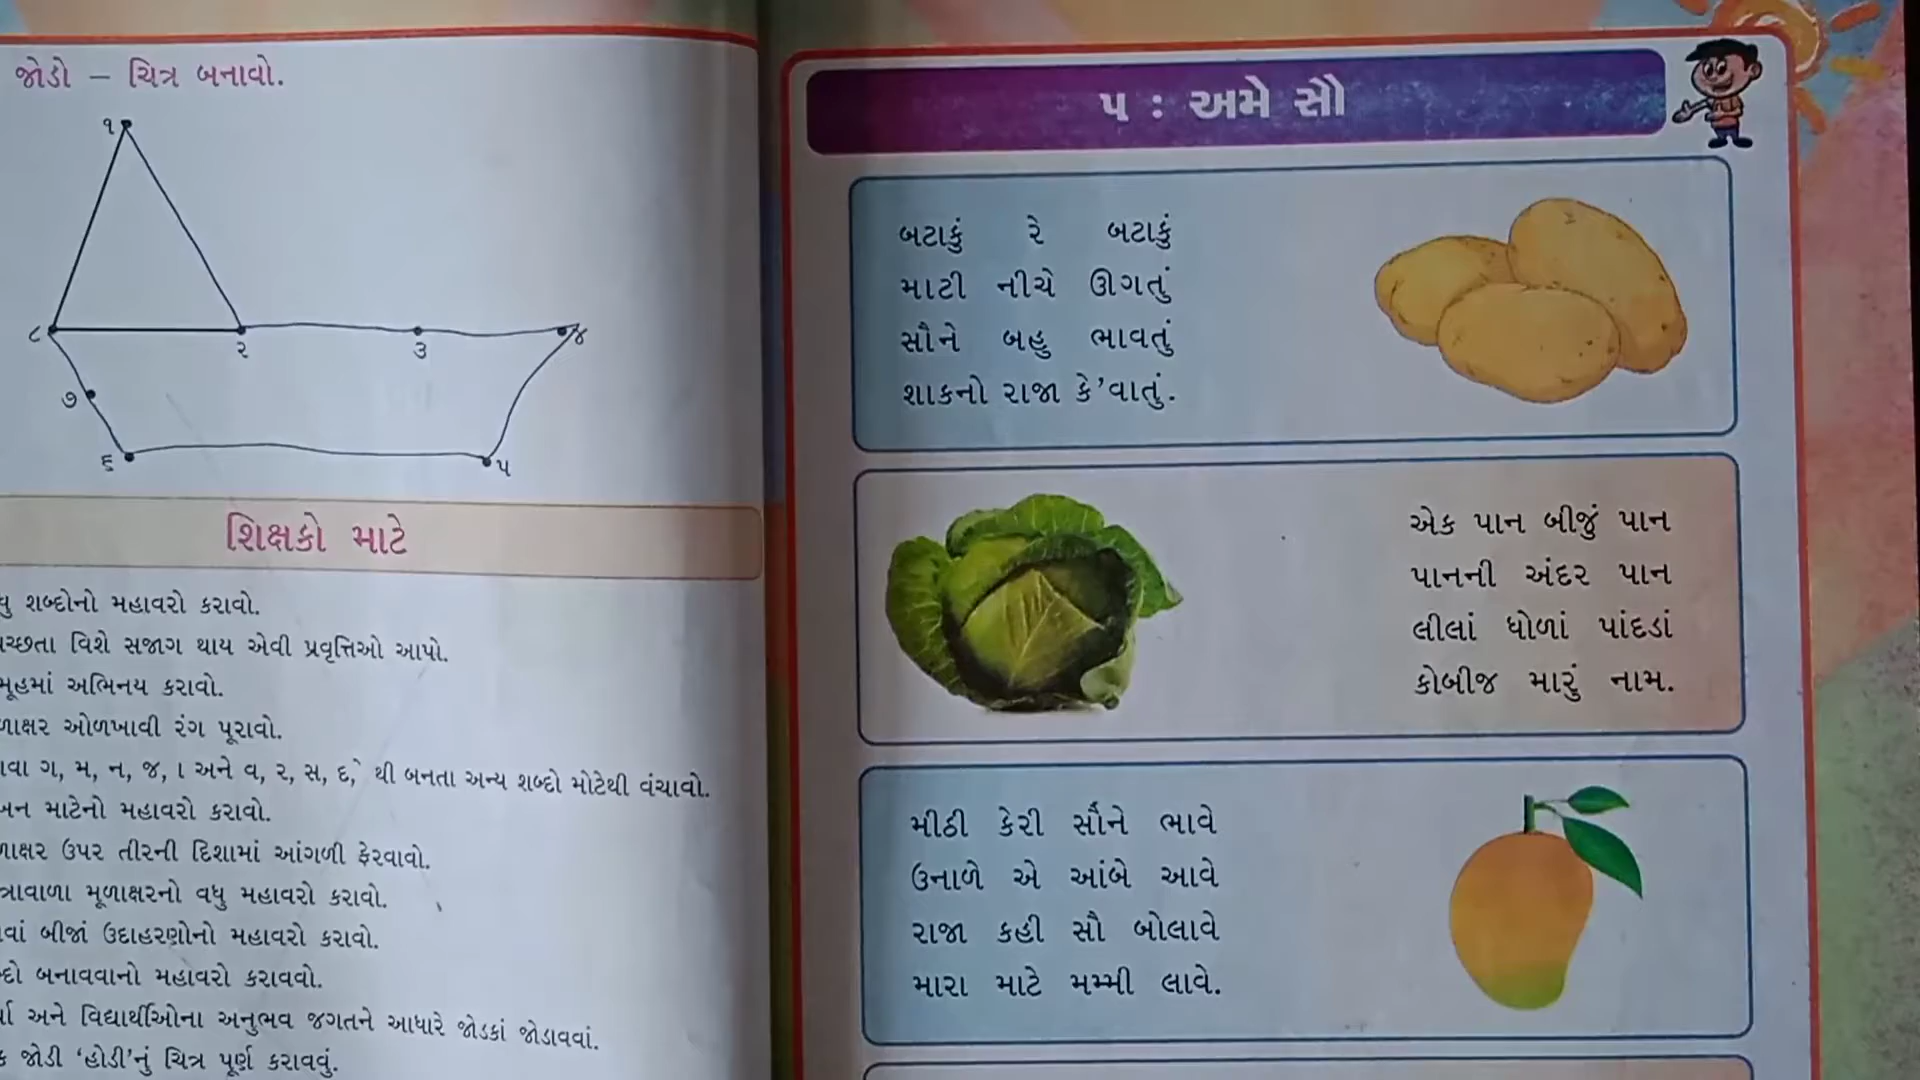 જોડો – ચિત્ર બનાવો.
૧
૮
૨
૩
૪
૭
૬
૫
શિક્ષકો માટે
શબ્દોનો મહાવરો કરાવો.
વિશે સજાગ થાય એવી પ્રવૃત્તિઓ આપો.
અભિનય કરાવો.
ઓળખાવી રંગ પૂરાવો.
ગ, મ, ન, જ, ા અને વ, ર, સ, દ, ે થી બનતા અન્ય શબ્દો મોટેથી વંચાવો.
માટેનો મહાવરો કરાવો.
ઉપર તીરની દિશામાં આંગળી ફેરવાવો.
મૂળાક્ષરનો વધુ મહાવરો કરાવો.
બીજાં ઉદાહરણોનો મહાવરો કરાવો.
બનાવવાનો મહાવરો કરાવવો.
અને વિદ્યાર્થીઓના અનુભવ જગતને આધારે જોડકાં જોડાવવાં.
જોડી ‘હોડી’નું ચિત્ર પૂર્ણ કરાવવું.
૫ : અમે સૌ
બટાકું રે બટાકું
માટી નીચે ઊગતું
સૌને બહુ ભાવતું
શાકનો રાજા કે’વાતું.
એક પાન બીજું પાન
પાનની અંદર પાન
લીલાં ધોળાં પાંદડાં
કોબીજ મારું નામ.
મીઠી કેરી સૌને ભાવે
ઉનાળે એ આંબે આવે
રાજા કહી સૌ બોલાવે
મારા માટે મમ્મી લાવે.